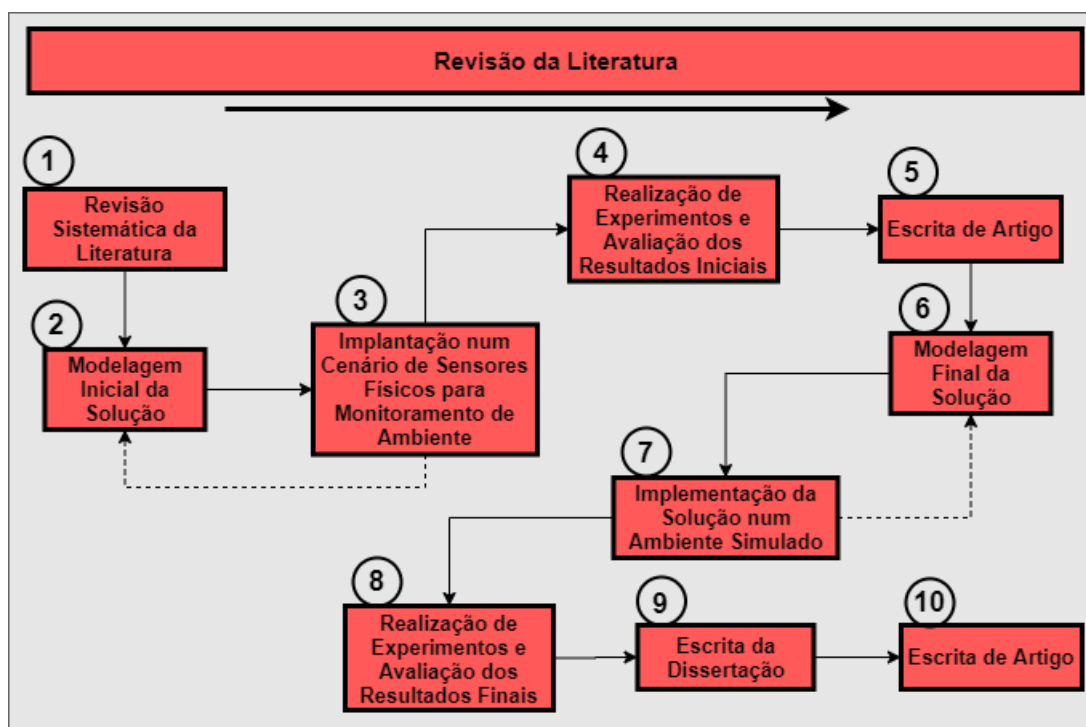 Revisão da Literatura
1
Revisão
Sistemática da
Literatura
2
Modelagem
Inicial da
Solução
3
Implantação num
Cenário de Sensores
Físicos para
Monitoramento de
Ambiente
4
Realização de
Experimentos e
Avaliação dos
Resultados Iniciais
5
Escrita de Artigo
6
Modelagem
Final da
Solução
7
Implementação da
Solução num
Ambiente Simulado
8
Realização de
Experimentos e
Avaliação dos
Resultados Finais
9
Escrita da
Dissertação
10
Escrita de Artigo